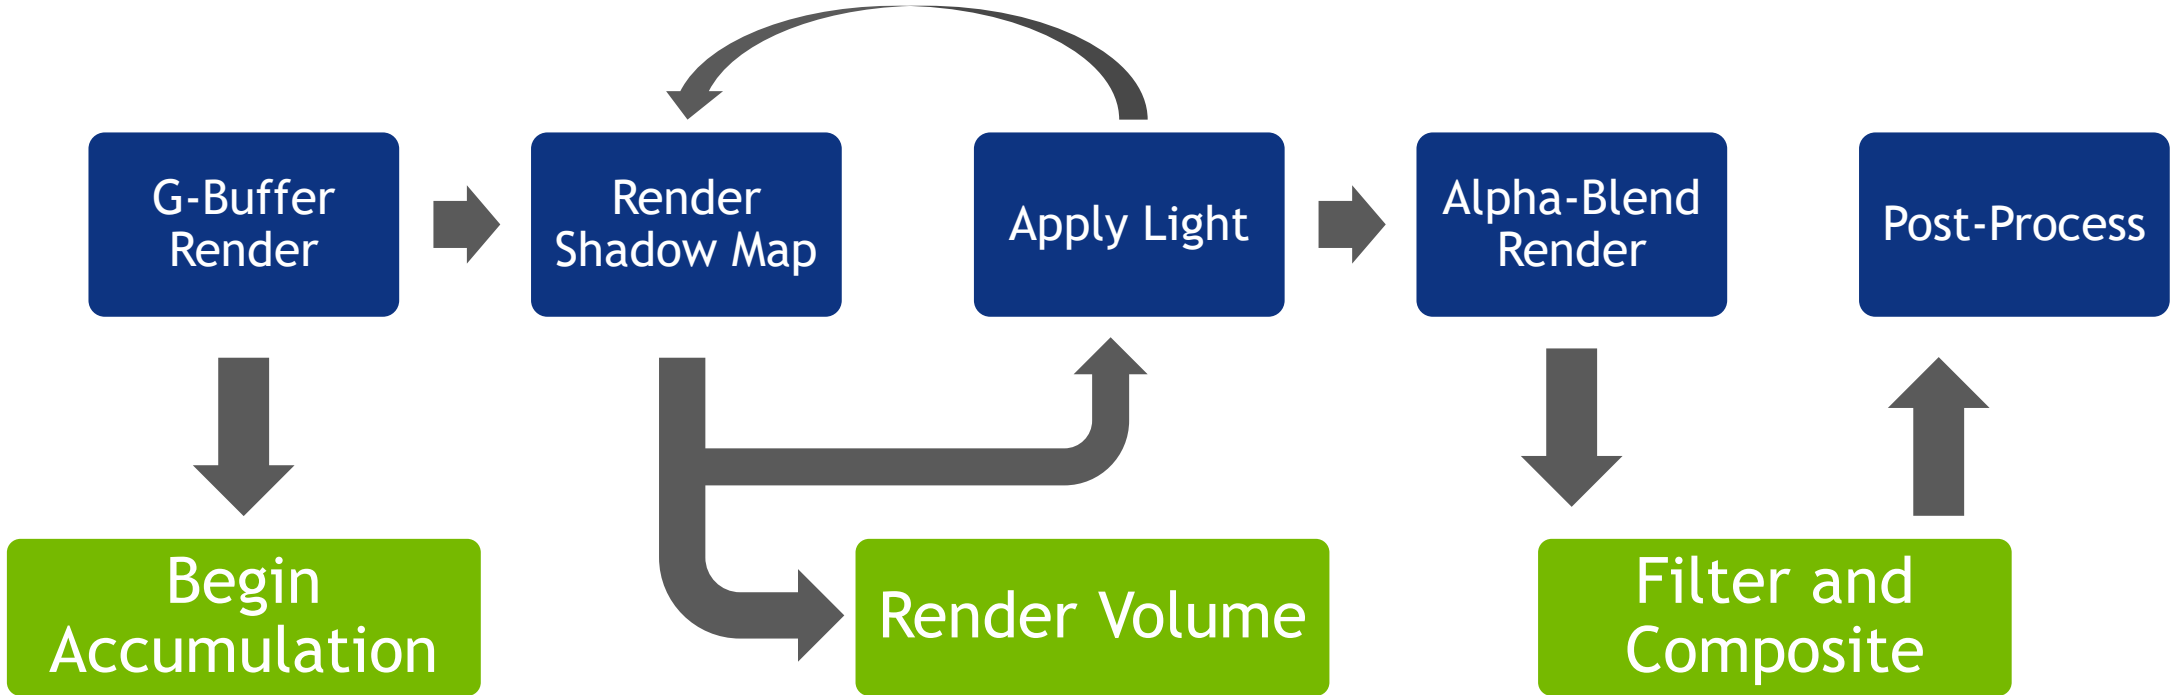 G-Buffer
Render
Render
Shadow Map
Apply Light
Alpha-Blend
Render
Post-Process
Begin
Accumulation
Render Volume
Filter and
Composite